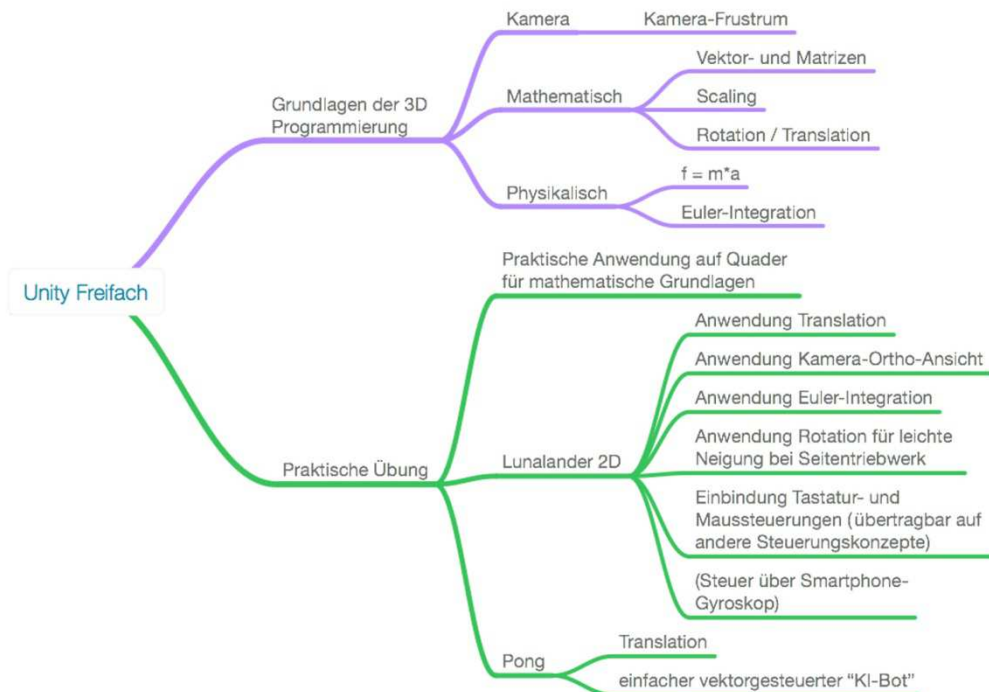 Unity Freifach
Grundlagen der 3D
Programmierung
Kamera
Kamera-Frustrum
Mathematisch
Vektor- und Matrizen
Scaling
Rotation / Translation
Physikalisch
f = m*a
Euler-Integration
Praktische Übung
Praktische Anwendung auf Quader
für mathematische Grundlagen
Lunalander 2D
Anwendung Translation
Anwendung Kamera-Ortho-Ansicht
Anwendung Euler-Integration
Anwendung Rotation für leichte
Neigung bei Seitentriebwerk
Einbindung Tastatur- und
Maussteuerungen (übertragbar auf
andere Steuerungskonzepte)
(Steuer über Smartphone-
Gyroskop)
Pong
Translation
einfacher vektorgesteuerter “KI-Bot”